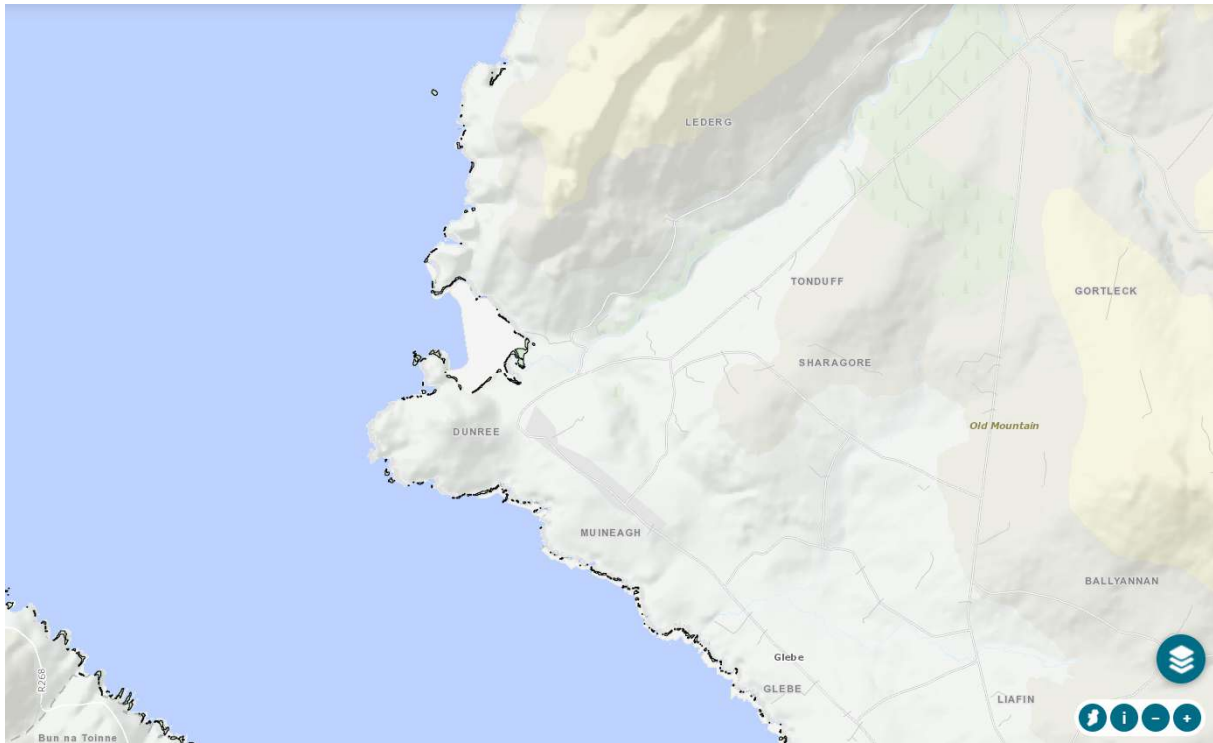 LEDERG
TONDUFF
GORTLECK
SHARAGORE
Old Mountain
DUNREE
MUINEAGH
BALLYANNAN
Glebe
GLEBE
LIAFIN
R268
Bun na Toinne
i
−
+